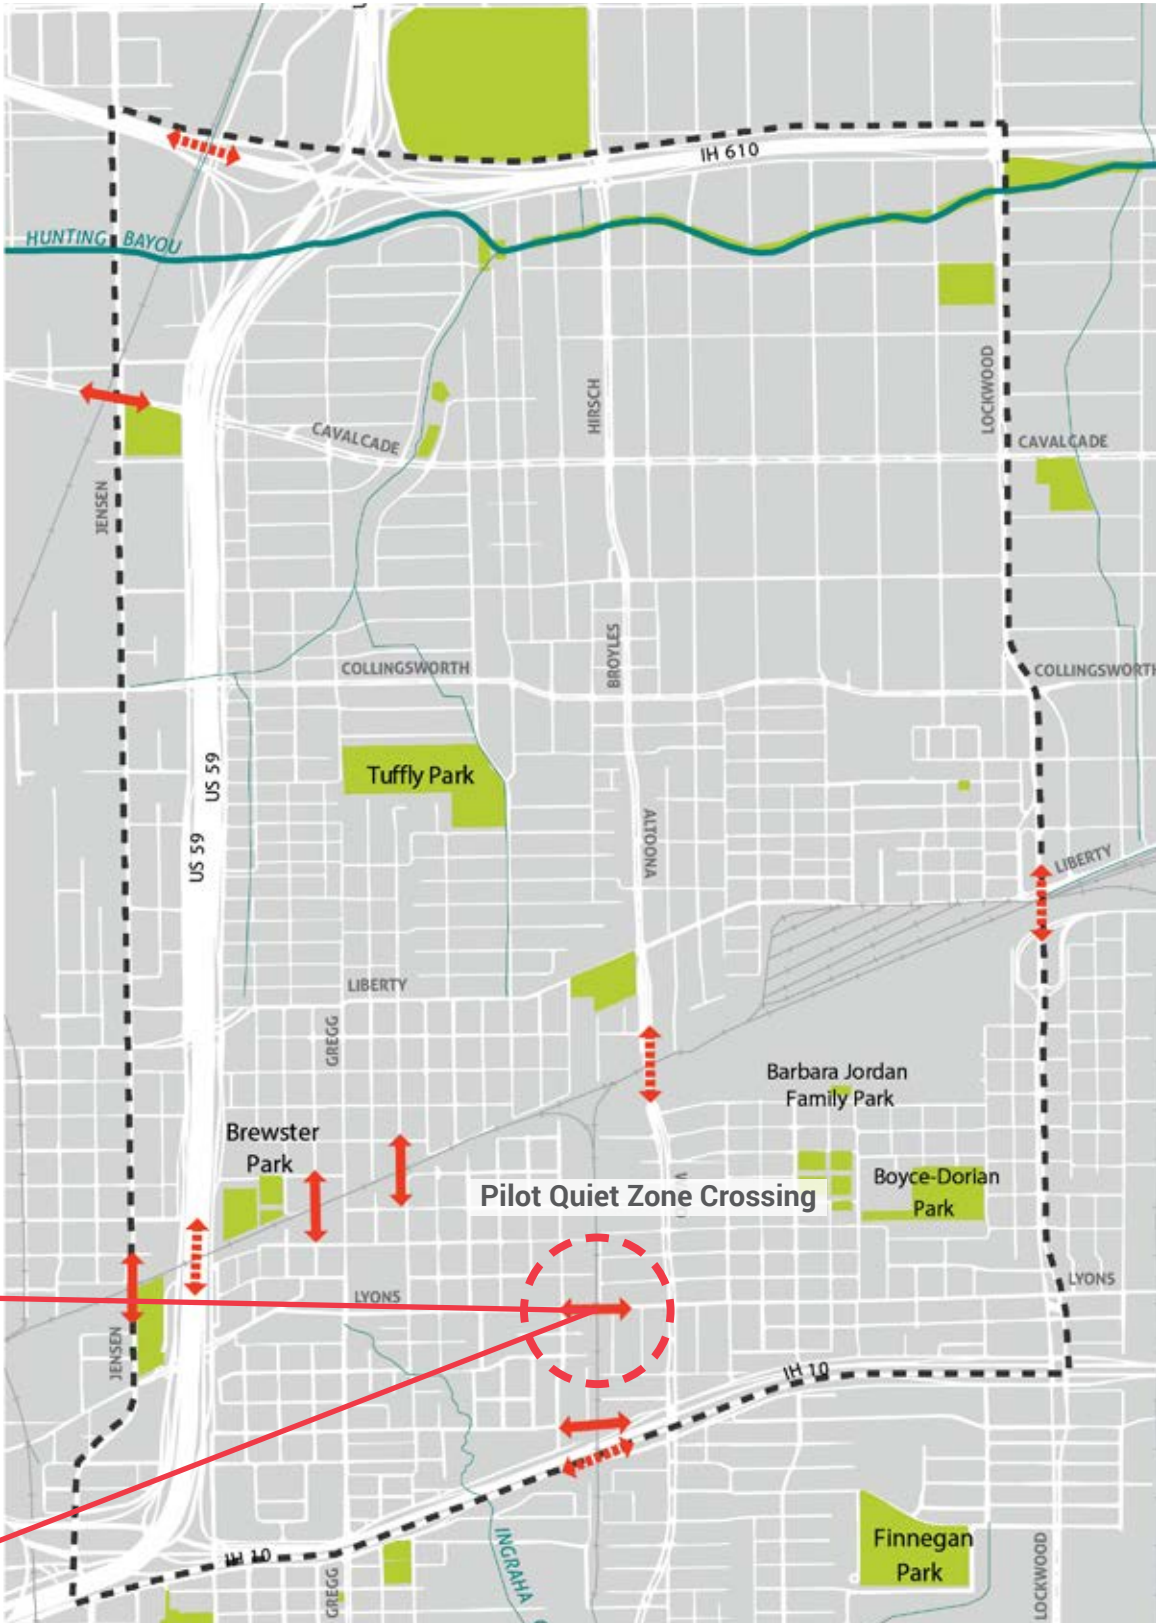 IH 610
HUNTING BAYOU
HIRSCH
LOCKWOOD
CAVALCADE
CAVALCADE
JENSEN
COLLINGSWORTH
BROYLES
COLLINGSWORTH
US 59
Tuffly Park
US 59
ALTOONA
LIBERTY
LIBERTY
GREGG
Barbara Jordan
Family Park
Brewster
Park
Pilot Quiet Zone Crossing
Boyce-Dorian
Park
LYONS
LYONS
JENSEN
IH 10
INGRAHA
Finnegan
Park
IH 10
GREGG
LOCKWOOD